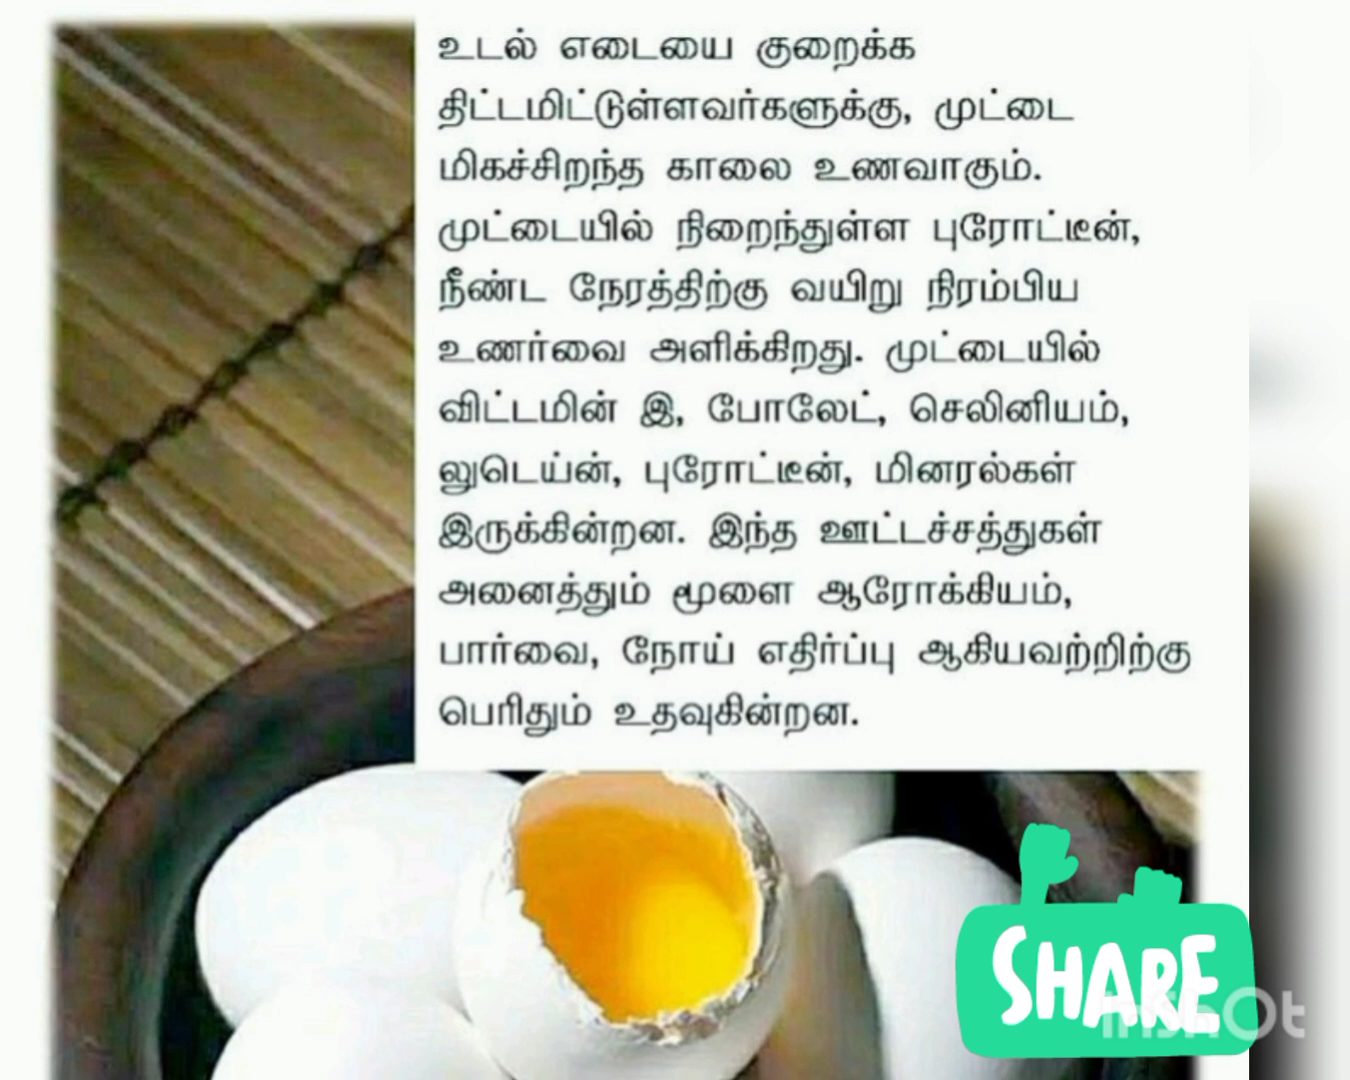 உடல் எடையை குறைக்க
திட்டமிட்டுள்ளவர்களுக்கு, முட்டை
மிகச்சிறந்த காலை உணவாகும்.
முட்டையில் நிறைந்துள்ள புரோட்டீன்,
நீண்ட நேரத்திற்கு வயிறு நிரம்பிய
உணர்வை அளிக்கிறது. முட்டையில்
விட்டமின் இ, போலேட், செலினியம்,
லுடெய்ன், புரோட்டீன், மினரல்கள்
இருக்கின்றன. இந்த ஊட்டச்சத்துகள்
அனைத்தும் மூளை ஆரோக்கியம்,
பார்வை, நோய் எதிர்ப்பு ஆகியவற்றிற்கு
பெரிதும் உதவுகின்றன.
SHARE
InShOt